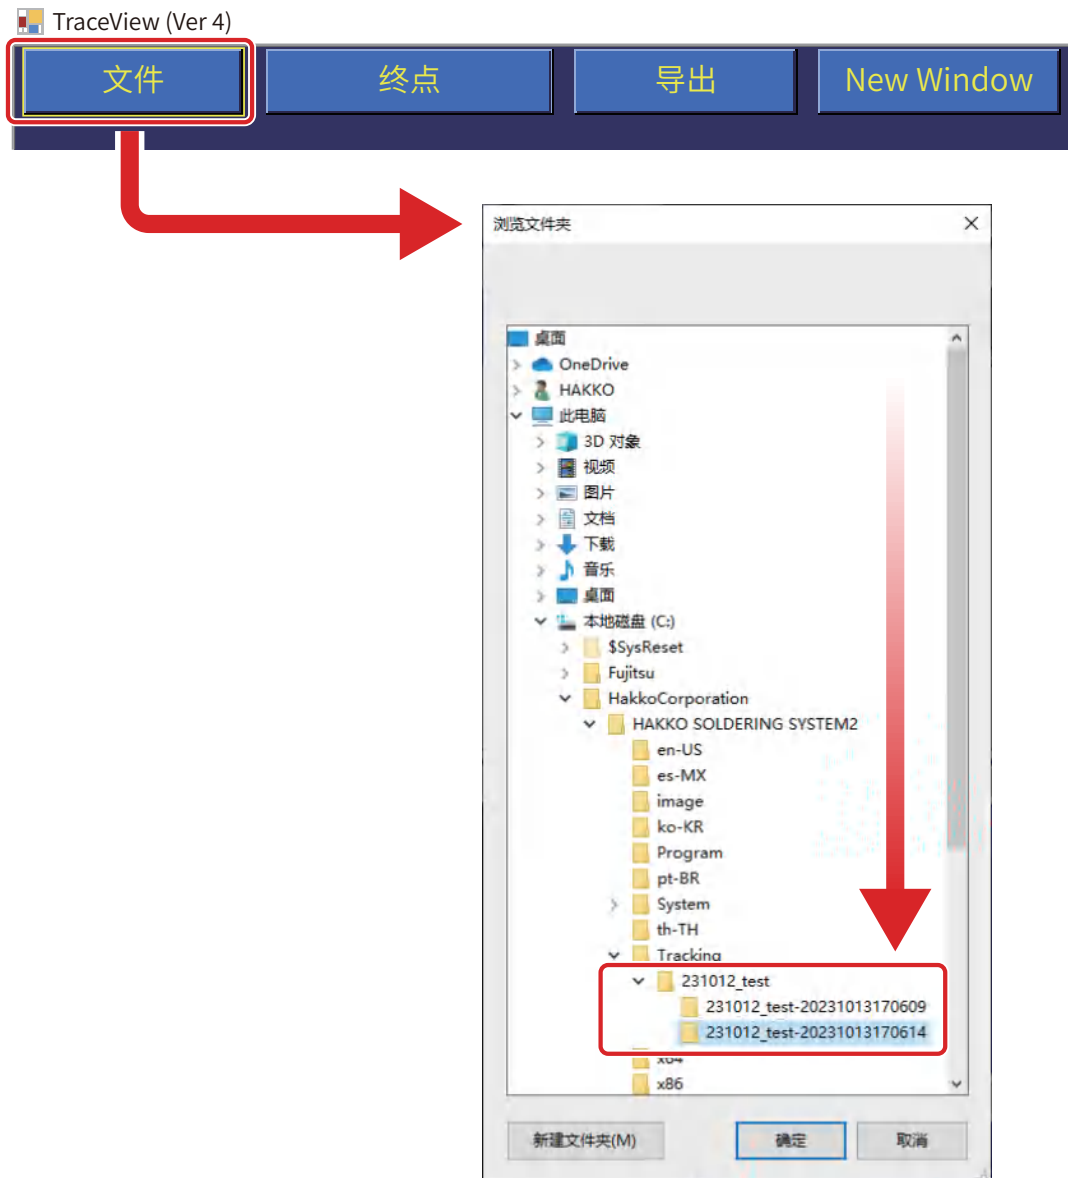 TraceView (Ver 4)
文件
终点
导出
New Window
浏览文件夹
桌面
OneDrive
HAKKO
此电脑
3D 对象
视频
图片
文档
下载
音乐
桌面
本地磁盘 (C:)
$SysReset
Fujitsu
HakkoCorporation
HAKKO SOLDERING SYSTEM2
en-US
es-MX
image
ko-KR
Program
pt-BR
System
th-TH
Tracking
231012_test
231012_test-20231013170609
231012_test-20231013170614
x64
x86
新建文件夹(M)
确定
取消